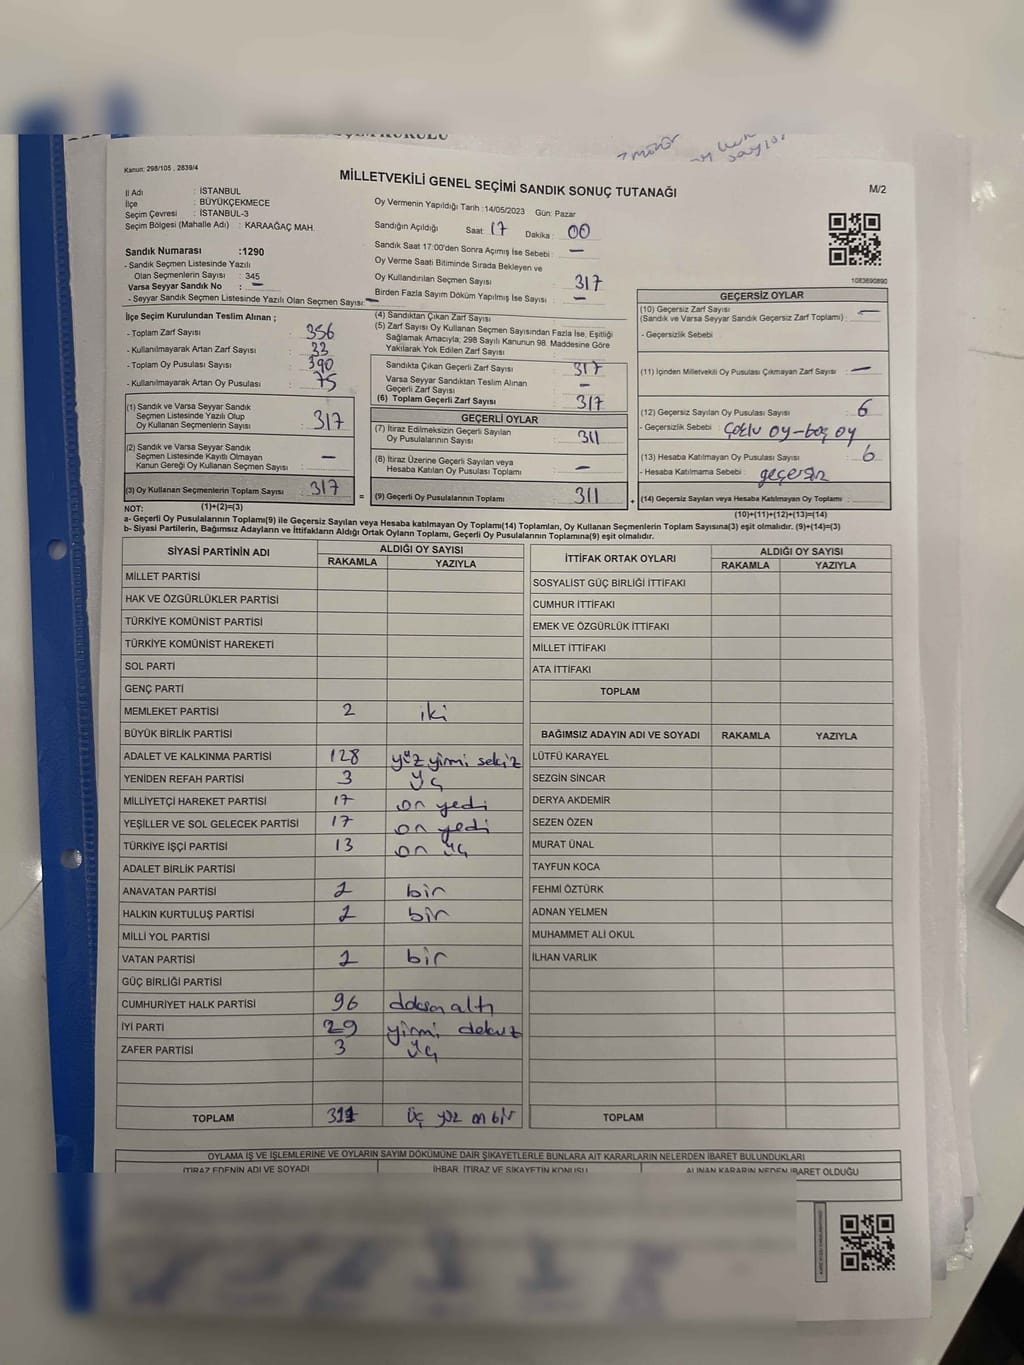 Kanun: 298/105 , 2839/4
MİLLETVEKİLİ GENEL SEÇİMİ SANDIK SONUÇ TUTANAĞI
M/2
İl Adı : İSTANBUL
İlçe : BÜYÜKÇEKMECE
Seçim Çevresi : İSTANBUL-3
Seçim Bölgesi (Mahalle Adı) : KARAAĞAÇ MAH.
Sandık Numarası :1290
- Sandık Seçmen Listesinde Yazılı
Olan Seçmenlerin Sayısı : 345
Varsa Seyyar Sandık No : -
- Seyyar Sandık Seçmen Listesinde Yazılı Olan Seçmen Sayısı: -
Oy Vermenin Yapıldığı Tarih :14/05/2023 Gün: Pazar
Sandığın Açıldığı Saat: 17 Dakika : 00
Sandık Saat 17:00'den Sonra Açımış İse Sebebi : -
Oy Verme Saati Bitiminde Sırada Bekleyen ve
Oy Kullandırılan Seçmen Sayısı : 317
Birden Fazla Sayım Döküm Yapılmış İse Sayısı : -
1083690890
İlçe Seçim Kurulundan Teslim Alınan ;
- Toplam Zarf Sayısı : 356
- Kullanılmayarak Artan Zarf Sayısı : 33
- Toplam Oy Pusulası Sayısı : 390
- Kullanılmayarak Artan Oy Pusulası : 75
(1) Sandık ve Varsa Seyyar Sandık
Seçmen Listesinde Yazılı Olup
Oy Kullanan Seçmenlerin Sayısı : 317
(2) Sandık ve Varsa Seyyar Sandık
Seçmen Listesinde Kayıtlı Olmayan
Kanun Gereği Oy Kullanan Seçmen Sayısı : -
(3) Oy Kullanan Seçmenlerin Toplam Sayısı : 317
(4) Sandıktan Çıkan Zarf Sayısı :
(5) Zarf Sayısı Oy Kullanan Seçmen Sayısından Fazla İse, Eşitliği
Sağlamak Amacıyla; 298 Sayılı Kanunun 98. Maddesine Göre
Yakılarak Yok Edilen Zarf Sayısı :
Sandıkta Çıkan Geçerli Zarf Sayısı : 317
Varsa Seyyar Sandıktan Teslim Alınan
Geçerli Zarf Sayısı : -
(6) Toplam Geçerli Zarf Sayısı : 317
GEÇERLİ OYLAR
(7) İtiraz Edilmeksizin Geçerli Sayılan
Oy Pusulalarının Sayısı : 311
(8) İtiraz Üzerine Geçerli Sayılan veya
Hesaba Katılan Oy Pusulası Toplamı : -
= (9) Geçerli Oy Pusulalarının Toplamı : 311
GEÇERSİZ OYLAR
(10) Geçersiz Zarf Sayısı
(Sandık ve Varsa Seyyar Sandık Geçersiz Zarf Toplamı) : -
- Geçersizlik Sebebi :
(11) İçinden Milletvekili Oy Pusulası Çıkmayan Zarf Sayısı : -
(12) Geçersiz Sayılan Oy Pusulası Sayısı : 6
- Geçersizlik Sebebi : Çoklu oy-boş oy
(13) Hesaba Katılmayan Oy Pusulası Sayısı : 6
- Hesaba Katılmama Sebebi : geçersiz
+ (14) Geçersiz Sayılan veya Hesaba Katılmayan Oy Toplamı :
NOT: (1)+(2)=(3)
(10)+(11)+(12)+(13)=(14)
a- Geçerli Oy Pusulalarının Toplamı(9) ile Geçersiz Sayılan veya Hesaba katılmayan Oy Toplamı(14) Toplamları, Oy Kullanan Seçmenlerin Toplam Sayısına(3) eşit olmalıdır. (9)+(14)=(3)
b- Siyasi Partilerin, Bağımsız Adayların ve İttifakların Aldığı Ortak Oyların Toplamı, Geçerli Oy Pusulalarının Toplamına(9) eşit olmalıdır.
SİYASİ PARTİNİN ADI ALDIĞI OY SAYISI
RAKAMLA YAZIYLA
MİLLET PARTİSİ
HAK VE ÖZGÜRLÜKLER PARTİSİ
TÜRKİYE KOMÜNİST PARTİSİ
TÜRKİYE KOMÜNİST HAREKETİ
SOL PARTİ
GENÇ PARTİ
MEMLEKET PARTİSİ 2 iki
BÜYÜK BİRLİK PARTİSİ
ADALET VE KALKINMA PARTİSİ 128 yüz yirmi sekiz
YENİDEN REFAH PARTİSİ 3 üç
MİLLİYETÇİ HAREKET PARTİSİ 17 on yedi
YEŞİLLER VE SOL GELECEK PARTİSİ 17 on yedi
TÜRKİYE İŞÇİ PARTİSİ 13 on üç
ADALET BİRLİK PARTİSİ
ANAVATAN PARTİSİ 1 bir
HALKIN KURTULUŞ PARTİSİ 1 bir
MİLLİ YOL PARTİSİ
VATAN PARTİSİ 1 bir
GÜÇ BİRLİĞİ PARTİSİ
CUMHURİYET HALK PARTİSİ 96 doksan altı
İYİ PARTİ 29 yirmi dokuz
ZAFER PARTİSİ 3 üç
TOPLAM 311 üç yüz on bir
İTTİFAK ORTAK OYLARI ALDIĞI OY SAYISI
RAKAMLA YAZIYLA
SOSYALİST GÜÇ BİRLİĞİ İTTİFAKI
CUMHUR İTTİFAKI
EMEK VE ÖZGÜRLÜK İTTİFAKI
MİLLET İTTİFAKI
ATA İTTİFAKI
TOPLAM
BAĞIMSIZ ADAYIN ADI VE SOYADI RAKAMLA YAZIYLA
LÜTFÜ KARAYEL
SEZGİN SİNCAR
DERYA AKDEMİR
SEZEN ÖZEN
MURAT ÜNAL
TAYFUN KOCA
FEHMİ ÖZTÜRK
ADNAN YELMEN
MUHAMMET ALİ OKUL
İLHAN VARLIK
TOPLAM
OYLAMA İŞ VE İŞLEMLERİNE VE OYLARIN SAYIM DÖKÜMÜNE DAİR ŞİKAYETLERLE BUNLARA AİT KARARLARIN NELERDEN İBARET BULUNDUKLARI
İTİRAZ EDENİN ADI VE SOYADI İHBAR, İTİRAZ VE ŞİKAYETİN KONUSU ALINAN KARARIN NEDEN İBARET OLDUĞU